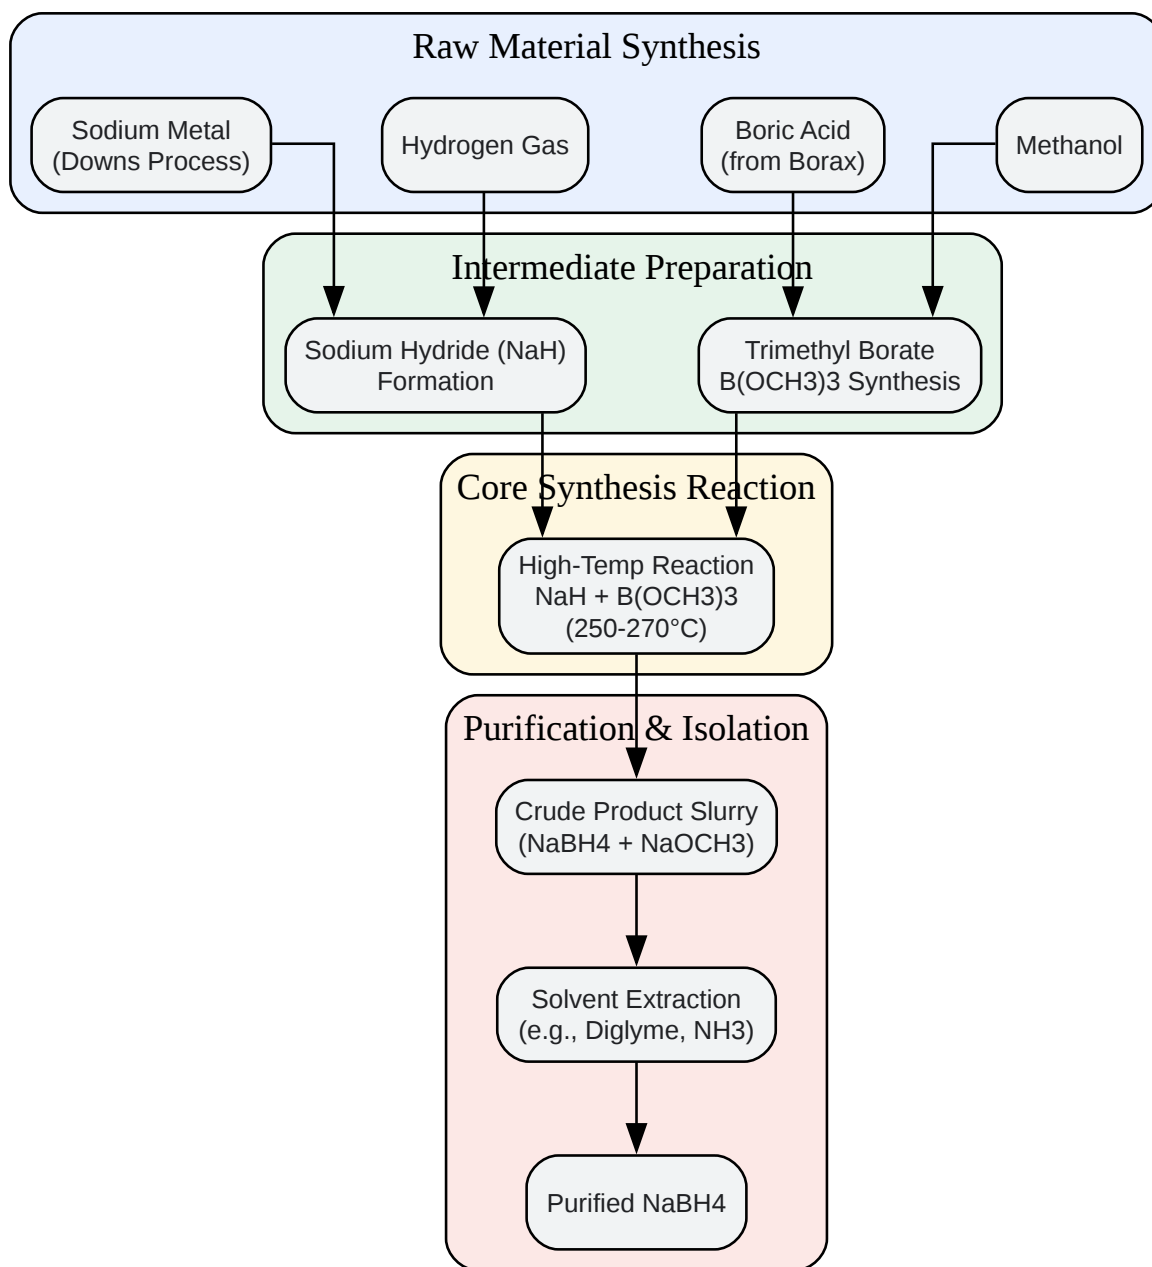 Raw Material Synthesis
Sodium Metal
(Downs Process)
Hydrogen Gas
Boric Acid
(from Borax)
Methanol
Intermediate Preparation
Sodium Hydride (NaH)
Formation
Trimethyl Borate
B(OCH3)3 Synthesis
Core Synthesis Reaction
High-Temp Reaction
NaH + B(OCH3)3
(250-270°C)
Purification & Isolation
Crude Product Slurry
(NaBH4 + NaOCH3)
Solvent Extraction
(e.g., Diglyme, NH3)
Purified NaBH4